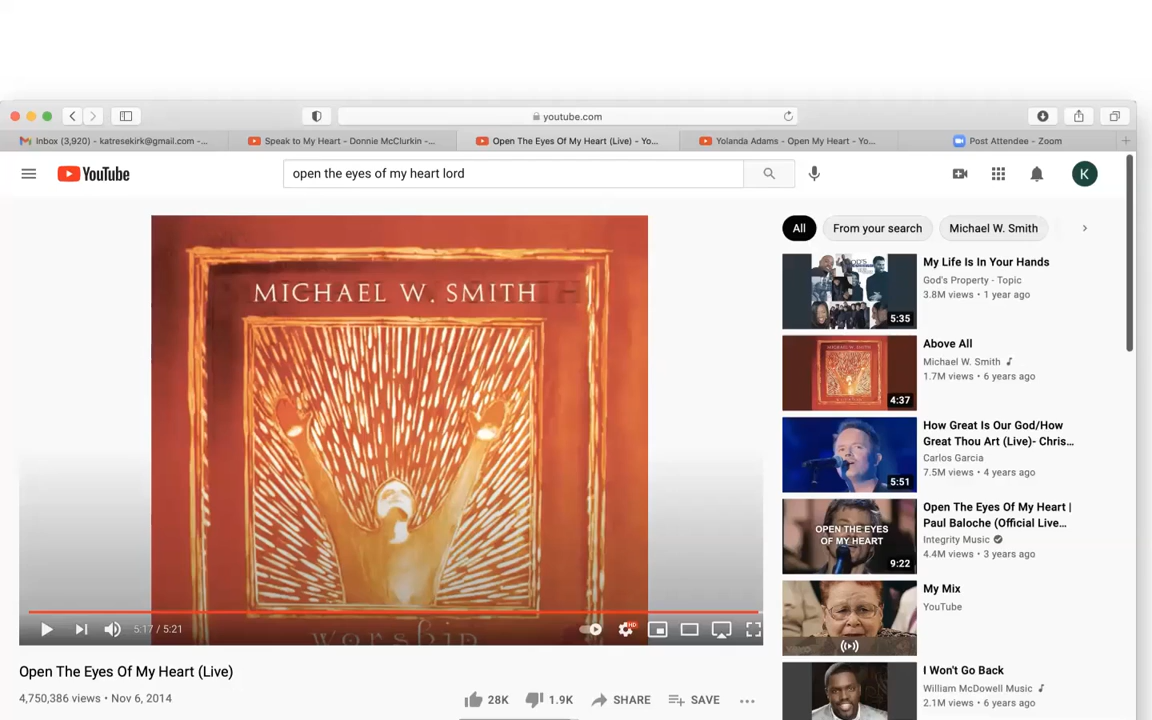 youtube.com
Inbox (3,920) - katresekirk@gmail.com -...
Speak to My Heart - Donnie McClurkin -...
Open The Eyes Of My Heart (Live) - Yo...
Yolanda Adams - Open My Heart - Yo...
Post Attendee - Zoom
YouTube
open the eyes of my heart lord
K
MICHAEL W. SMITH
worship
5:17 / 5:21
HD
Open The Eyes Of My Heart (Live)
4,750,386 views • Nov 6, 2014
28K
1.9K
SHARE
SAVE
All
From your search
Michael W. Smith
5:35
My Life Is In Your Hands
God's Property - Topic
3.8M views • 1 year ago
MICHAEL W. SMITH
4:37
Above All
Michael W. Smith
1.7M views • 6 years ago
5:51
How Great Is Our God/How
Great Thou Art (Live)- Chris...
Carlos Garcia
7.5M views • 4 years ago
OPEN THE EYES
OF MY HEART
9:22
Open The Eyes Of My Heart |
Paul Baloche (Official Live...
Integrity Music
4.4M views • 3 years ago
My Mix
YouTube
I Won't Go Back
William McDowell Music
2.1M views • 6 years ago